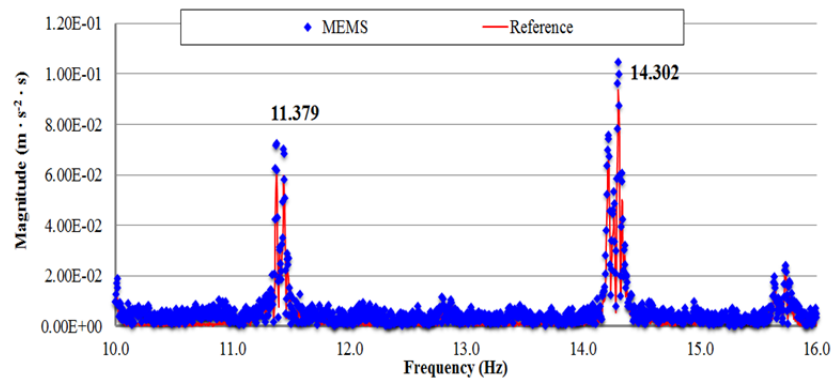 MEMS Reference
1.20E-01
1.00E-01
8.00E-02
6.00E-02
4.00E-02
2.00E-02
0.00E+00
Magnitude (m · s⁻² · s)
11.379
14.302
10.0 11.0 12.0 13.0 14.0 15.0 16.0
Frequency (Hz)